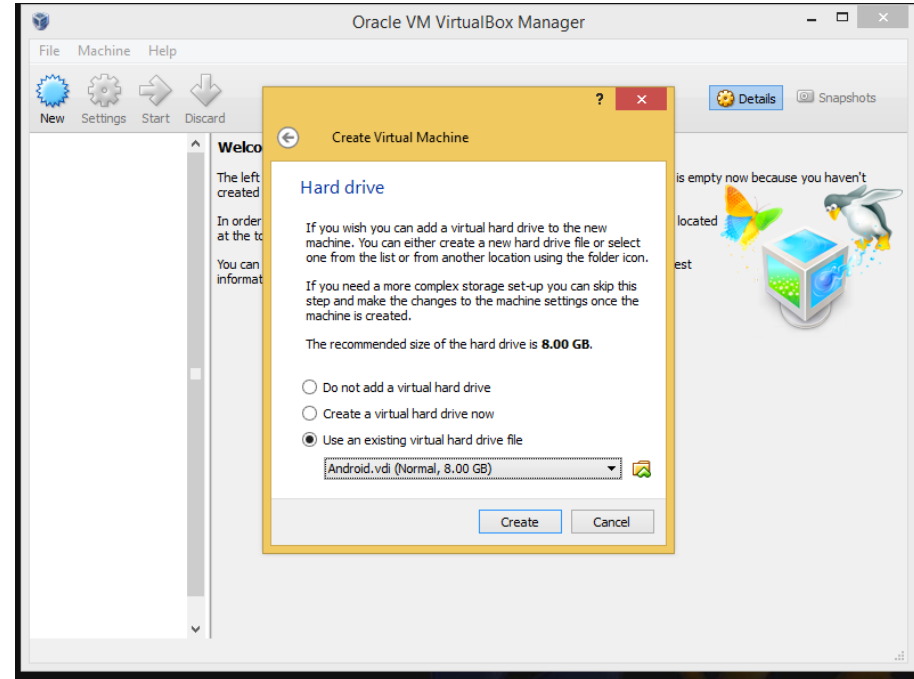 Oracle VM VirtualBox Manager
File Machine Help
New Settings Start Discard
Details Snapshots
Welco
The left
created
In order
at the to
You can
informat
is empty now because you haven't
located
est
?
Create Virtual Machine
Hard drive
If you wish you can add a virtual hard drive to the new
machine. You can either create a new hard drive file or select
one from the list or from another location using the folder icon.
If you need a more complex storage set-up you can skip this
step and make the changes to the machine settings once the
machine is created.
The recommended size of the hard drive is 8.00 GB.
Do not add a virtual hard drive
Create a virtual hard drive now
Use an existing virtual hard drive file
Android.vdi (Normal, 8.00 GB)
Create Cancel